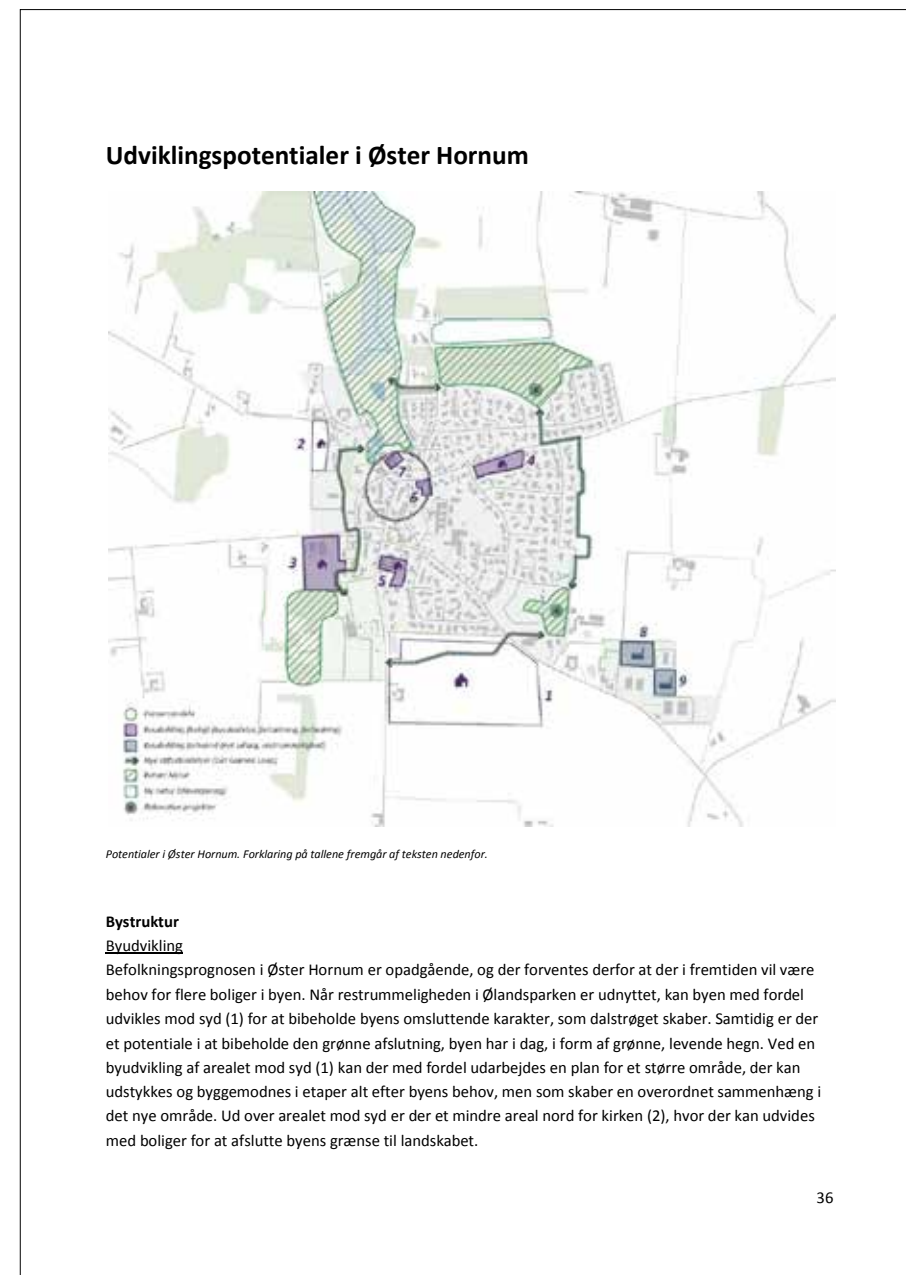 Udviklingspotentialer i Øster Hornum
2
7
4
6
3
5
8
9
1
Ny natur
Potentialer i Øster Hornum. Forklaring på tallene fremgår af teksten nedenfor.
Bystruktur
Byudvikling
Befolkningsprognosen i Øster Hornum er opadgående, og der forventes derfor at der i fremtiden vil være
behov for flere boliger i byen. Når restrummeligheden i Ølandsparken er udnyttet, kan byen med fordel
udvikles mod syd (1) for at bibeholde byens omsluttende karakter, som dalstrøget skaber. Samtidig er der
et potentiale i at bibeholde den grønne afslutning, byen har i dag, i form af grønne, levende hegn. Ved en
byudvikling af arealet mod syd (1) kan der med fordel udarbejdes en plan for et større område, der kan
udstykkes og byggemodnes i etaper alt efter byens behov, men som skaber en overordnet sammenhæng i
det nye område. Ud over arealet mod syd er der et mindre areal nord for kirken (2), hvor der kan udvides
med boliger for at afslutte byens grænse til landskabet.
36